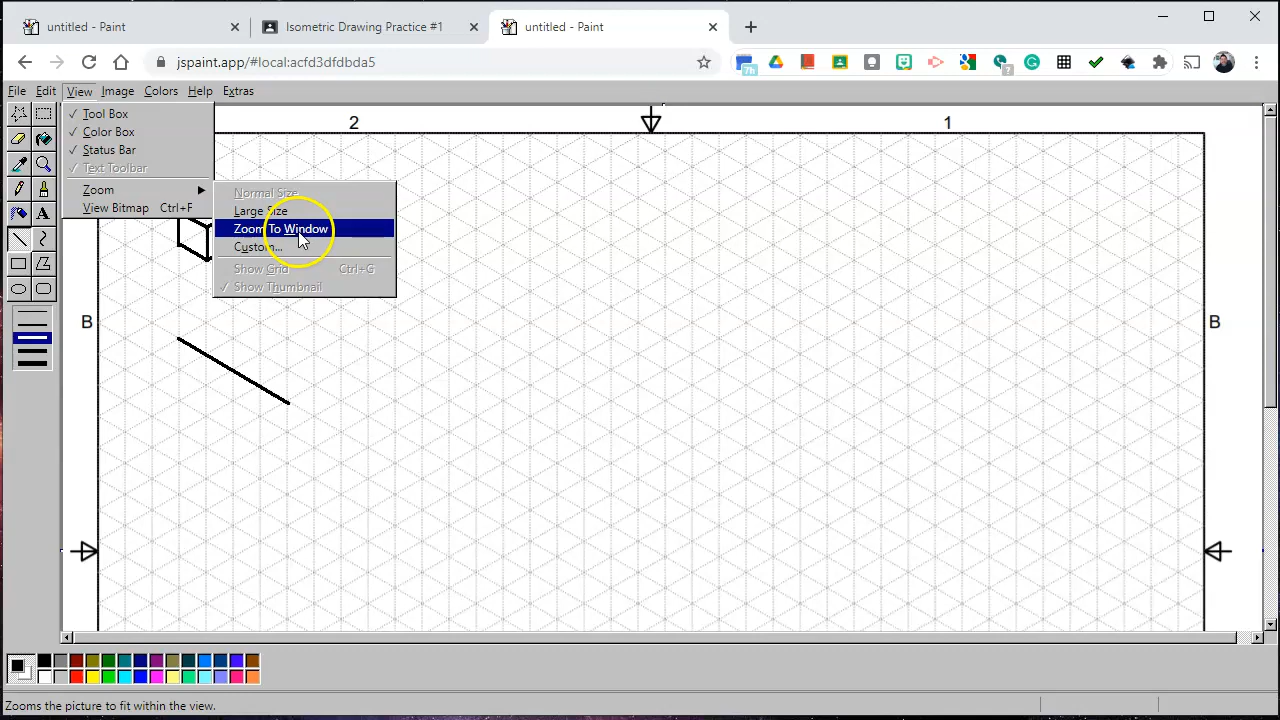 untitled - Paint
Isometric Drawing Practice #1
untitled - Paint
jspaint.app/#local:acfd3dfdbda5
7h
?
File Edit View Image Colors Help Extras
Tool Box
Color Box
Status Bar
Text Toolbar
Zoom
View Bitmap Ctrl+F
Normal Size
Large Size
Zoom To Window
Custom...
Show Grid Ctrl+G
Show Thumbnail
A
2
1
B
B
Zooms the picture to fit within the view.